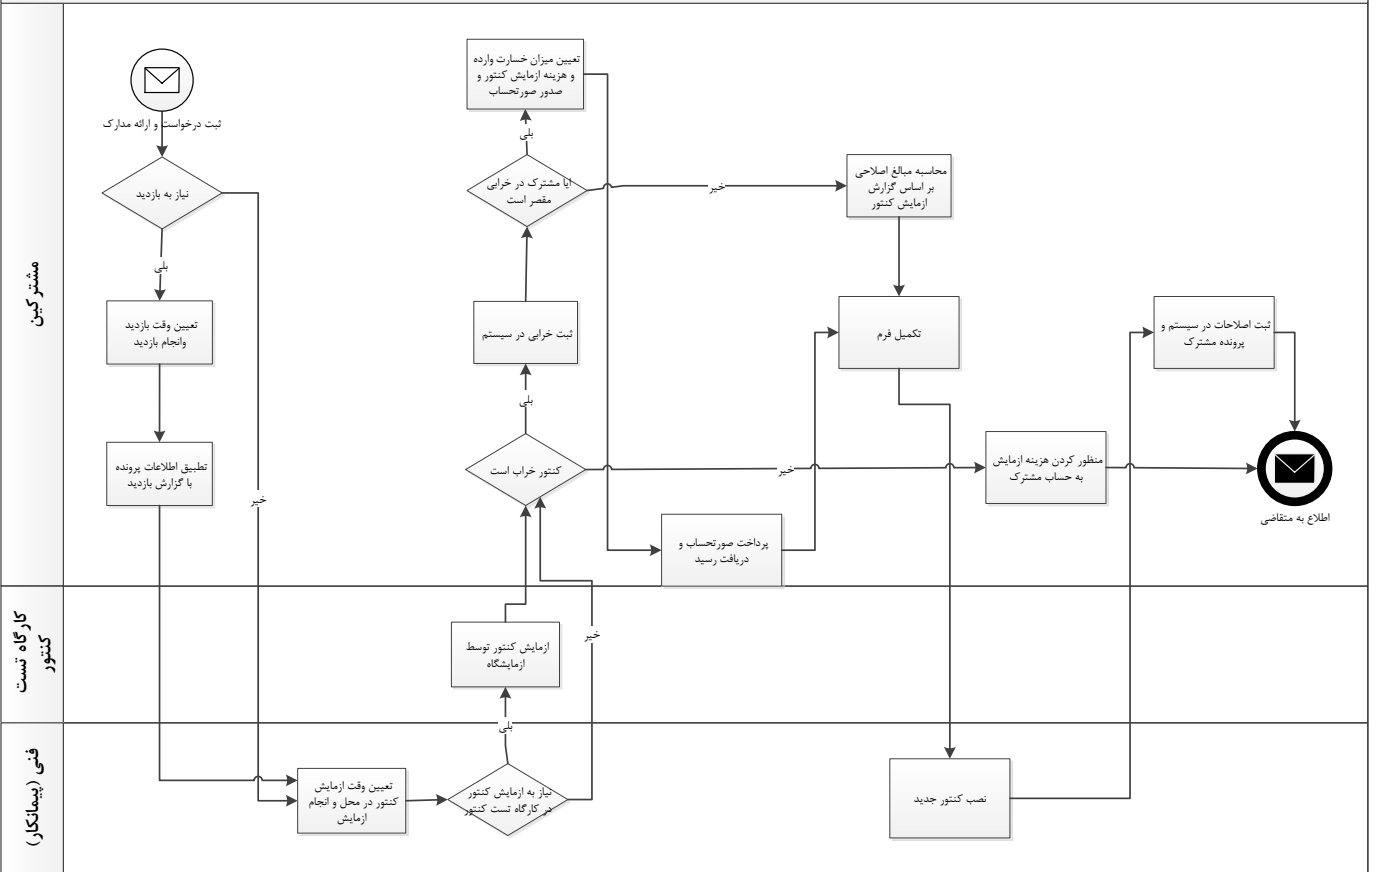 مشترکین
کارگاه تست
کنتور
فنی (پیمانکار)
ثبت درخواست و ارائه مدارک
نیاز به بازدید
بلی
خیر
تعیین وقت بازدید
وانجام بازدید
تطبیق اطلاعات پرونده
با گزارش بازدید
تعیین وقت ازمایش
کنتور در محل و انجام
ازمایش
نیاز به ازمایش کنتور
در کارگاه تست کنتور
بلی
خیر
ازمایش کنتور توسط
ازمایشگاه
کنتور خراب است
بلی
خیر
ثبت خرابی در سیستم
ایا مشترک در خرابی
مقصر است
بلی
خیر
تعیین میزان خسارت وارده
و هزینه ازمایش کنتور و
صدور صورتحساب
پرداخت صورتحساب و
دریافت رسید
محاسبه مبالغ اصلاحی
بر اساس گزارش
ازمایش کنتور
تکمیل فرم
نصب کنتور جدید
منظور کردن هزینه ازمایش
به حساب مشترک
ثبت اصلاحات در سیستم و
پرونده مشترک
اطلاع به متقاضی